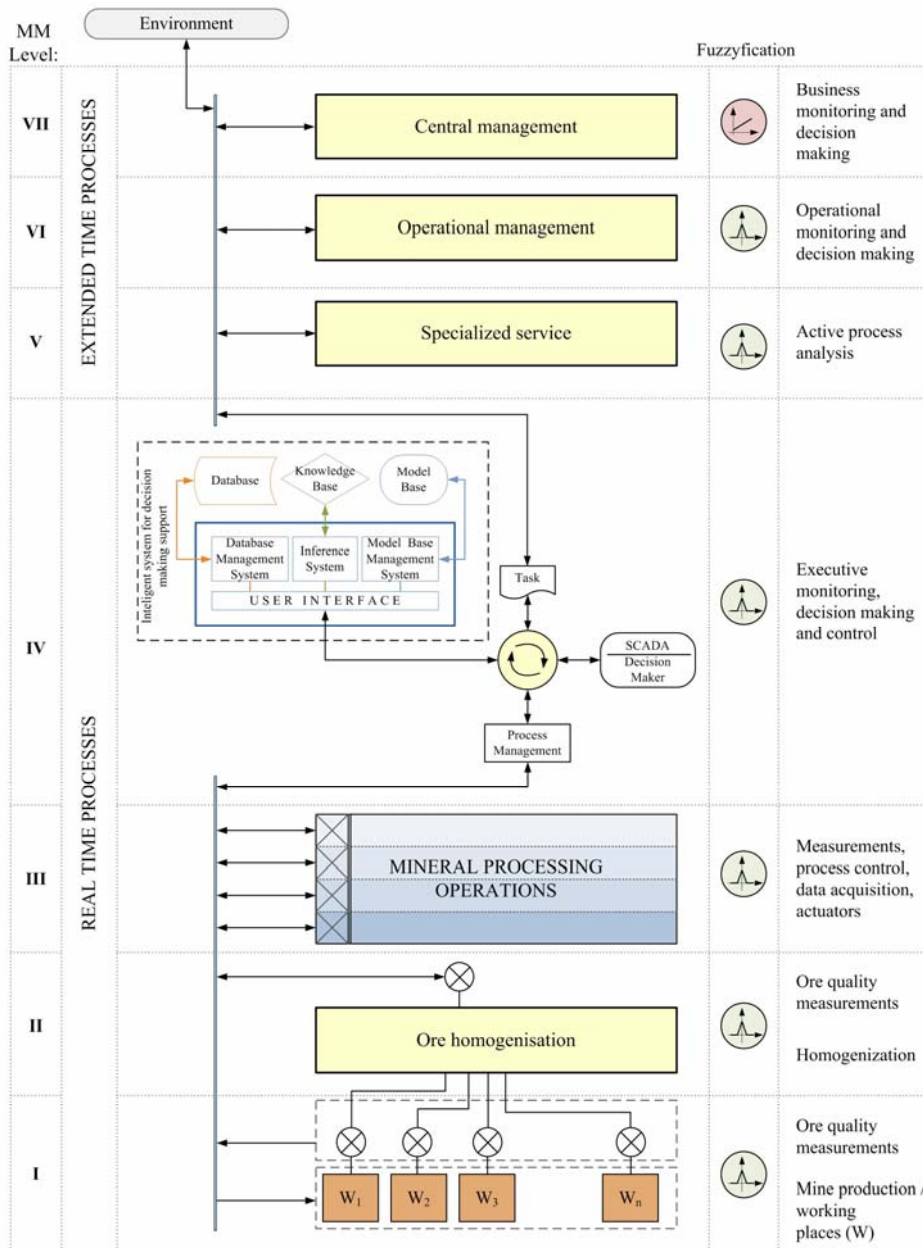 Environment
MM
Level:
Fuzzyfication
VII
EXTENDED TIME PROCESSES
Central management
Business
monitoring and
decision
making
VI
Operational management
Operational
monitoring and
decision making
V
Specialized service
Active process
analysis
IV
REAL TIME PROCESSES
Inteligent system for decision
making support
Database
Knowledge
Base
Model
Base
Database
Management
System
Inference
System
Model Base
Management
System
USER INTERFACE
Task
SCADA
Decision
Maker
Process
Management
Executive
monitoring,
decision making
and control
III
MINERAL PROCESSING
OPERATIONS
Measurements,
process control,
data acquisition,
actuators
II
Ore homogenisation
Ore quality
measurements
Homogenization
I
W1
W2
W3
Wn
Ore quality
measurements
Mine production /
working
places (W)